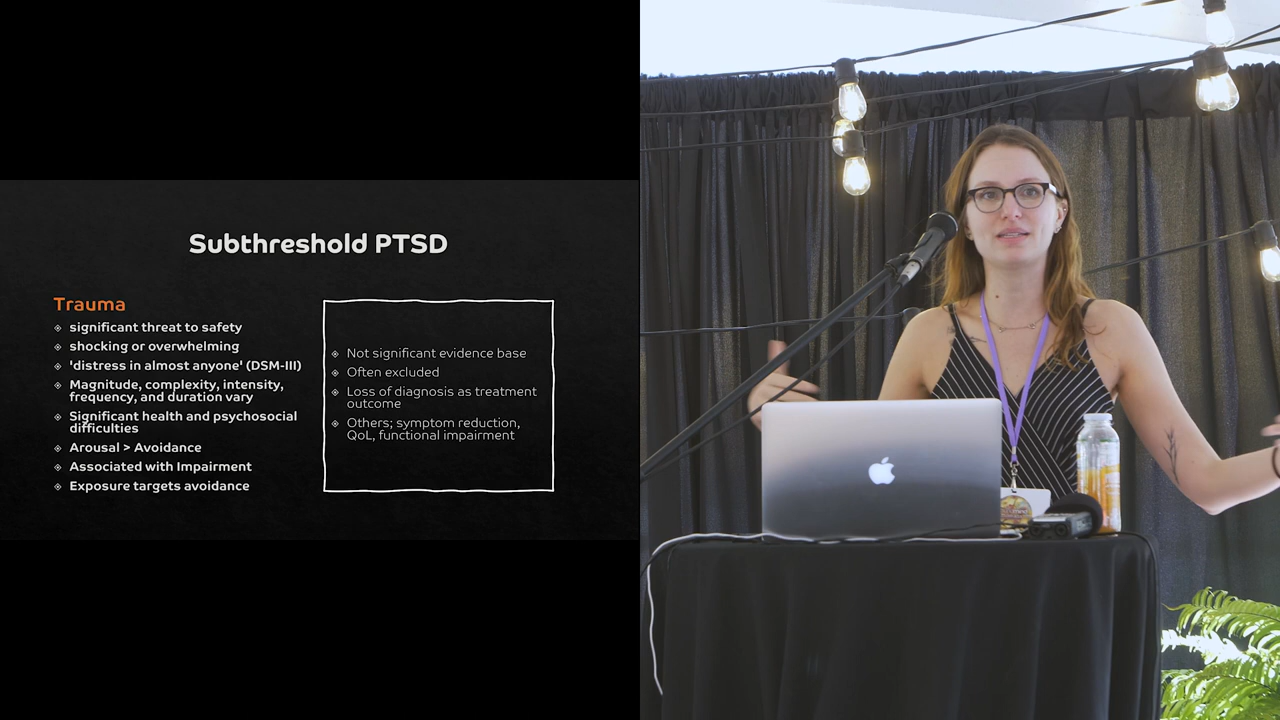 Subthreshold PTSD
Trauma
significant threat to safety
shocking or overwhelming
'distress in almost anyone' (DSM-III)
Magnitude, complexity, intensity,
frequency, and duration vary
Significant health and psychosocial
difficulties
Arousal > Avoidance
Associated with Impairment
Exposure targets avoidance
Not significant evidence base
Often excluded
Loss of diagnosis as treatment
outcome
Others; symptom reduction,
QoL, functional impairment